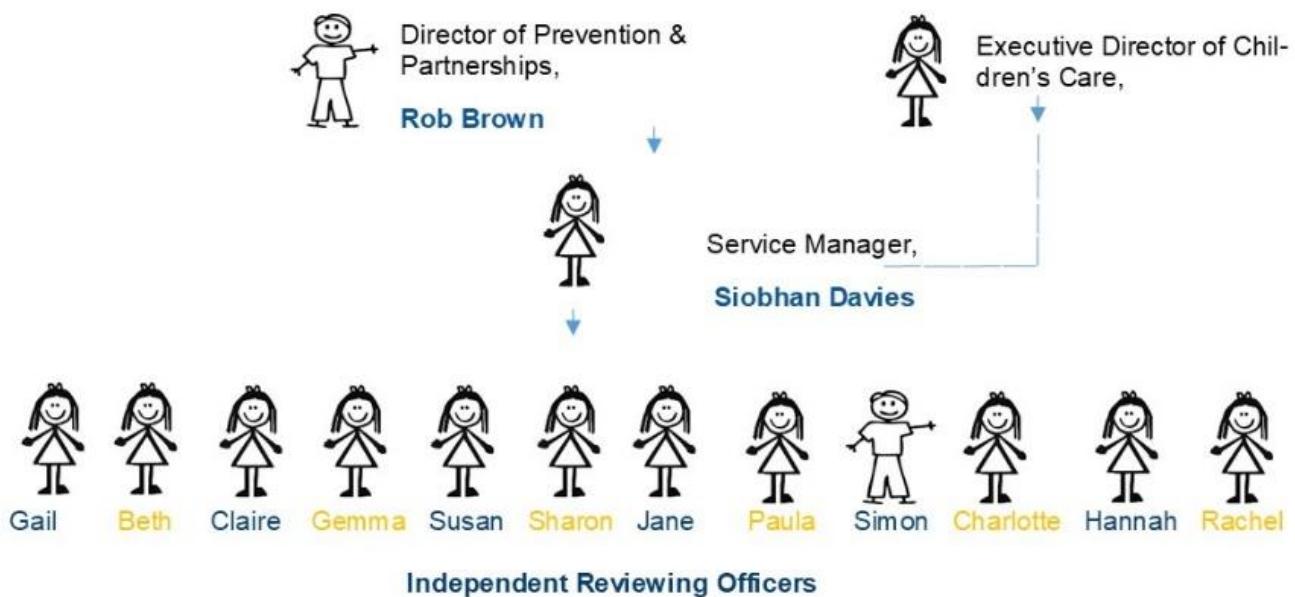 Director of Prevention &
Partnerships,
Rob Brown
Executive Director of Chil-
dren's Care,
Service Manager,
Siobhan Davies
Gail Beth Claire Gemma Susan Sharon Jane Paula Simon Charlotte Hannah Rachel
Independent Reviewing Officers